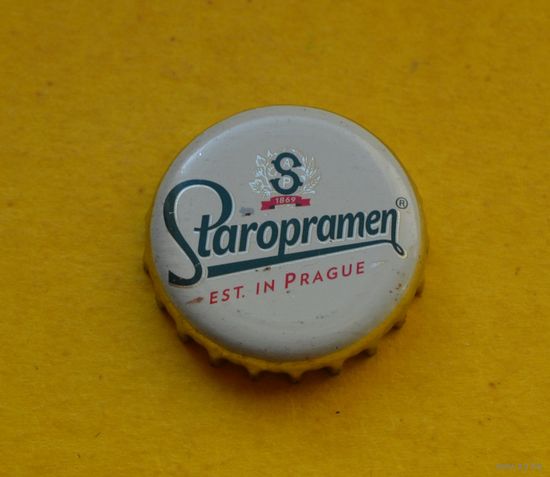 S
1869
Staropramen®
EST. IN PRAGUE